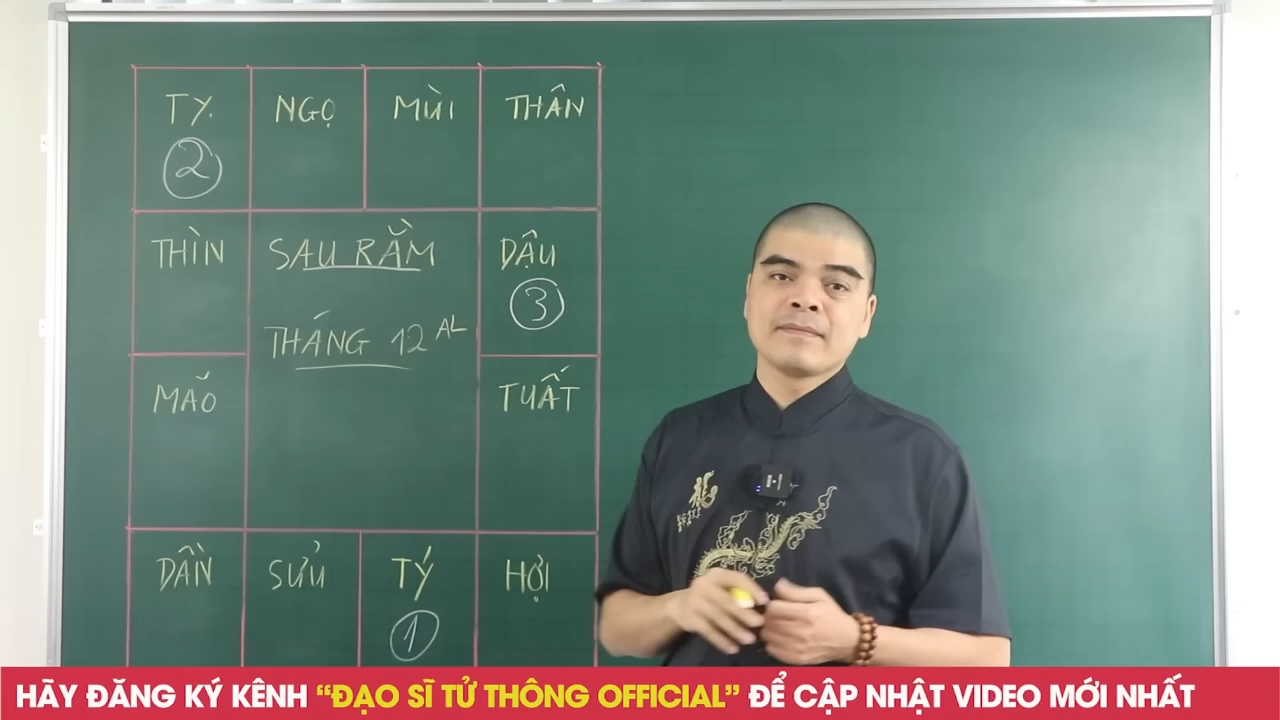 TỴ NGỌ MÙI THÂN
2
THÌN SAU RẰM DẬU
3
THÁNG 12 AL
MÃO TUẤT
DẦN SỬU TÝ HỢI
1
龍
HÃY ĐĂNG KÝ KÊNH “ĐẠO SĨ TỬ THÔNG OFFICIAL” ĐỂ CẬP NHẬT VIDEO MỚI NHẤT